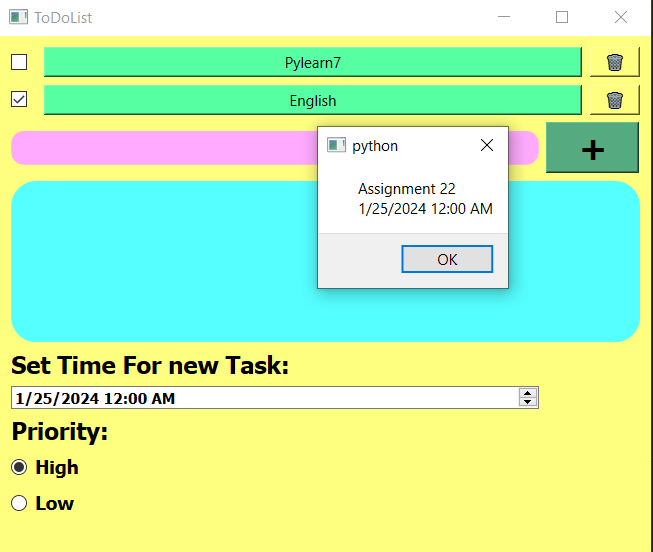 ToDoList
Pylearn7
English
+
python
Assignment 22
1/25/2024 12:00 AM
OK
Set Time For new Task:
1/25/2024 12:00 AM
Priority:
High
Low